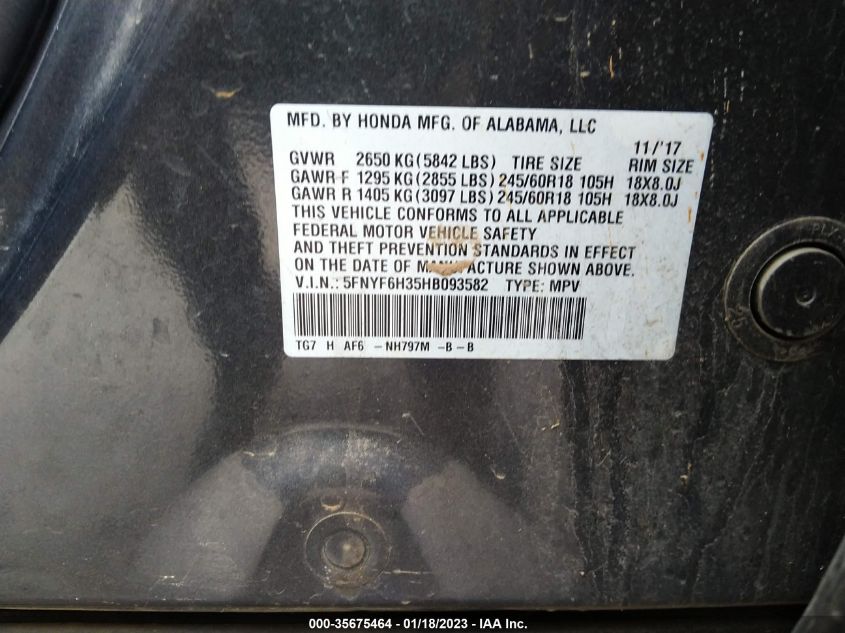 MFD. BY HONDA MFG. OF ALABAMA, LLC
11/'17
GVWR 2650 KG(5842 LBS) TIRE SIZE RIM SIZE
GAWR F 1295 KG(2855 LBS) 245/60R18 105H 18X8.0J
GAWR R 1405 KG(3097 LBS) 245/60R18 105H 18X8.0J
THIS VEHICLE CONFORMS TO ALL APPLICABLE
FEDERAL MOTOR VEHICLE SAFETY
AND THEFT PREVENTION STANDARDS IN EFFECT
ON THE DATE OF MANUFACTURE SHOWN ABOVE.
V.I.N.: 5FNYF6H35HB093582 TYPE: MPV
TG7 H AF6 -NH797M -B-B
000-35675464 - 01/18/2023 - IAA Inc.